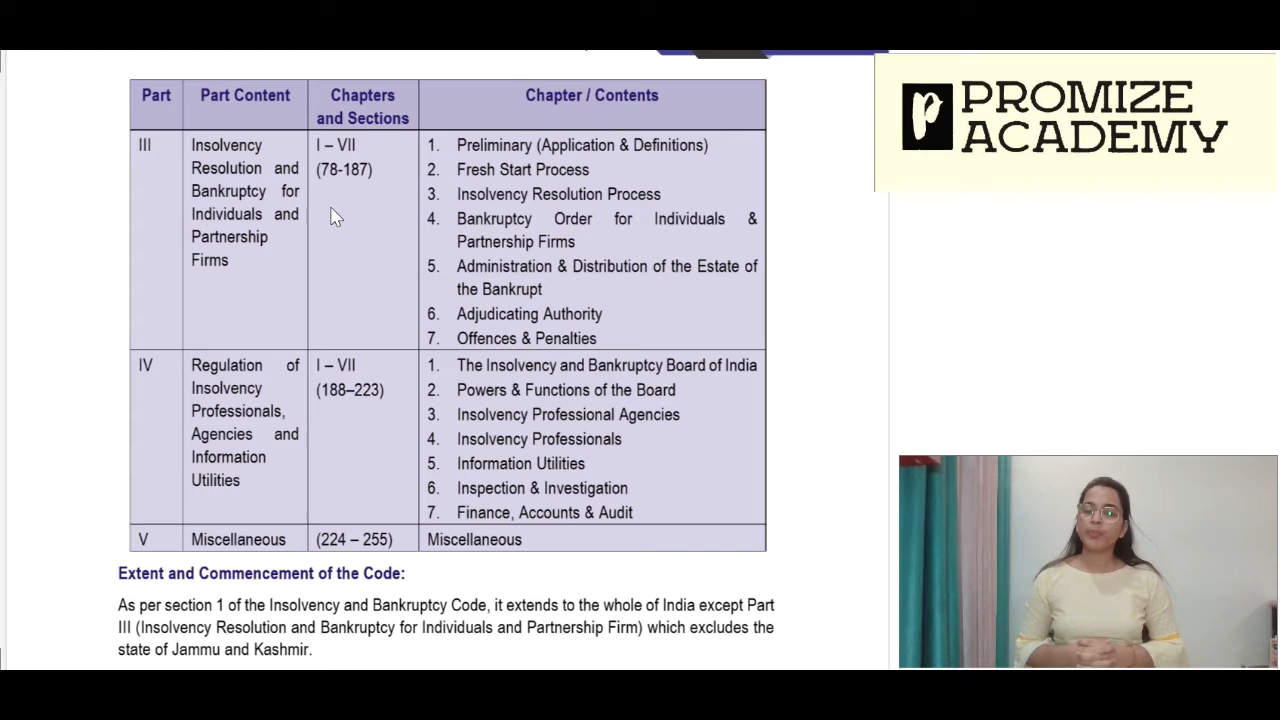 Part Part Content Chapters and Sections Chapter / Contents
III Insolvency Resolution and Bankruptcy for Individuals and Partnership Firms
I – VII
(78-187)
1. Preliminary (Application & Definitions)
2. Fresh Start Process
3. Insolvency Resolution Process
4. Bankruptcy Order for Individuals &
Partnership Firms
5. Administration & Distribution of the Estate of
the Bankrupt
6. Adjudicating Authority
7. Offences & Penalties
IV Regulation of Insolvency Professionals, Agencies and Information Utilities
I – VII
(188–223)
1. The Insolvency and Bankruptcy Board of India
2. Powers & Functions of the Board
3. Insolvency Professional Agencies
4. Insolvency Professionals
5. Information Utilities
6. Inspection & Investigation
7. Finance, Accounts & Audit
V Miscellaneous (224 – 255) Miscellaneous
Extent and Commencement of the Code:
As per section 1 of the Insolvency and Bankruptcy Code, it extends to the whole of India except Part
III (Insolvency Resolution and Bankruptcy for Individuals and Partnership Firm) which excludes the
state of Jammu and Kashmir.
P PROMIZE
ACADEMY